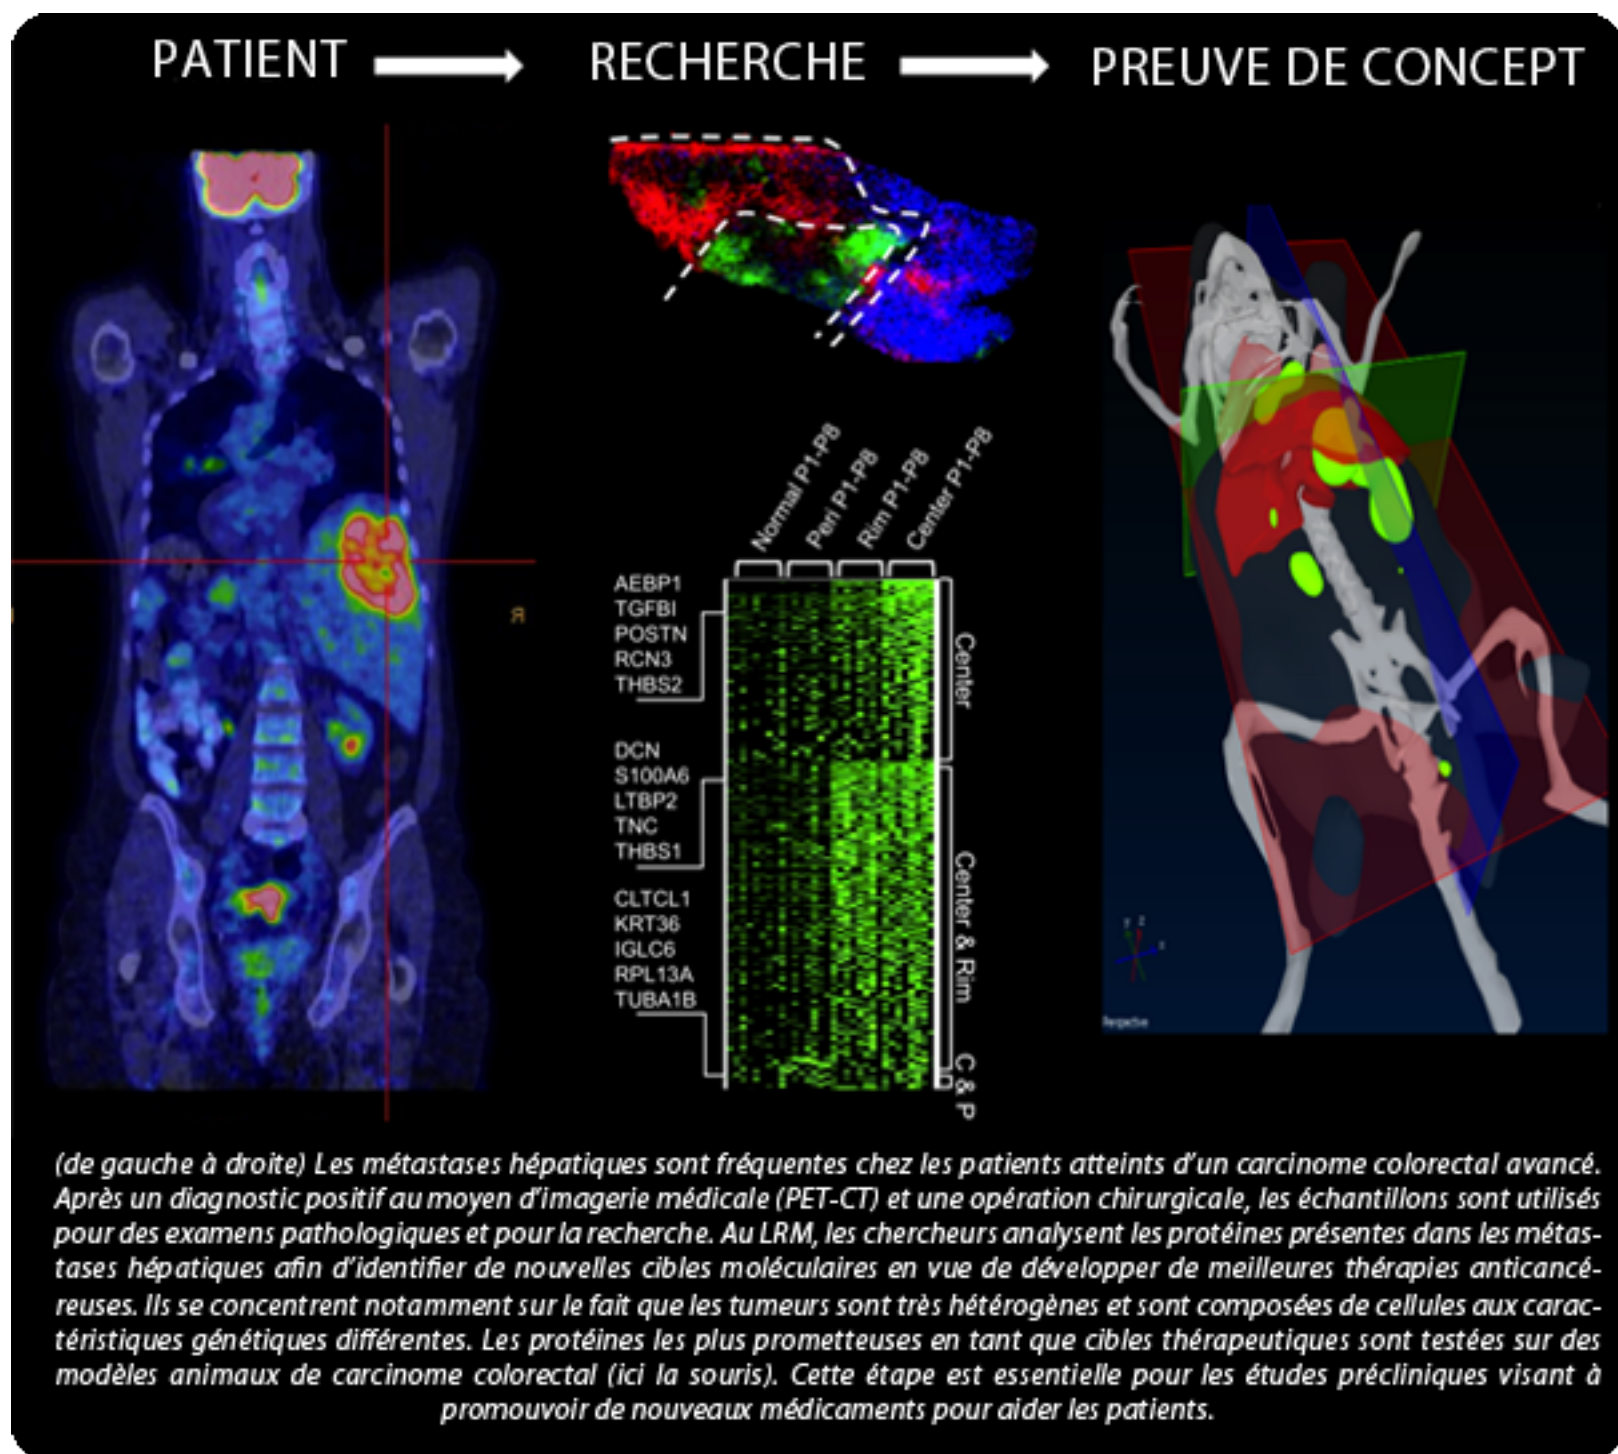 PATIENT
RECHERCHE
PREUVE DE CONCEPT
R
Normal P1-P8
Peri P1-P8
Rim P1-P8
Center P1-P8
AEBP1
TGFBI
POSTN
RCN3
THBS2
DCN
S100A6
LTBP2
TNC
THBS1
CLTCL1
KRT36
IGLC6
RPL13A
TUBA1B
Center
Center & Rim
C & P
Perspective
(de gauche à droite) Les métastases hépatiques sont fréquentes chez les patients atteints d'un carcinome colorectal avancé.
Après un diagnostic positif au moyen d'imagerie médicale (PET-CT) et une opération chirurgicale, les échantillons sont utilisés
pour des examens pathologiques et pour la recherche. Au LRM, les chercheurs analysent les protéines présentes dans les métas-
tases hépatiques afin d'identifier de nouvelles cibles moléculaires en vue de développer de meilleures thérapies anticancé-
reuses. Ils se concentrent notamment sur le fait que les tumeurs sont très hétérogènes et sont composées de cellules aux carac-
téristiques génétiques différentes. Les protéines les plus prometteuses en tant que cibles thérapeutiques sont testées sur des
modèles animaux de carcinome colorectal (ici la souris). Cette étape est essentielle pour les études précliniques visant à
promouvoir de nouveaux médicaments pour aider les patients.